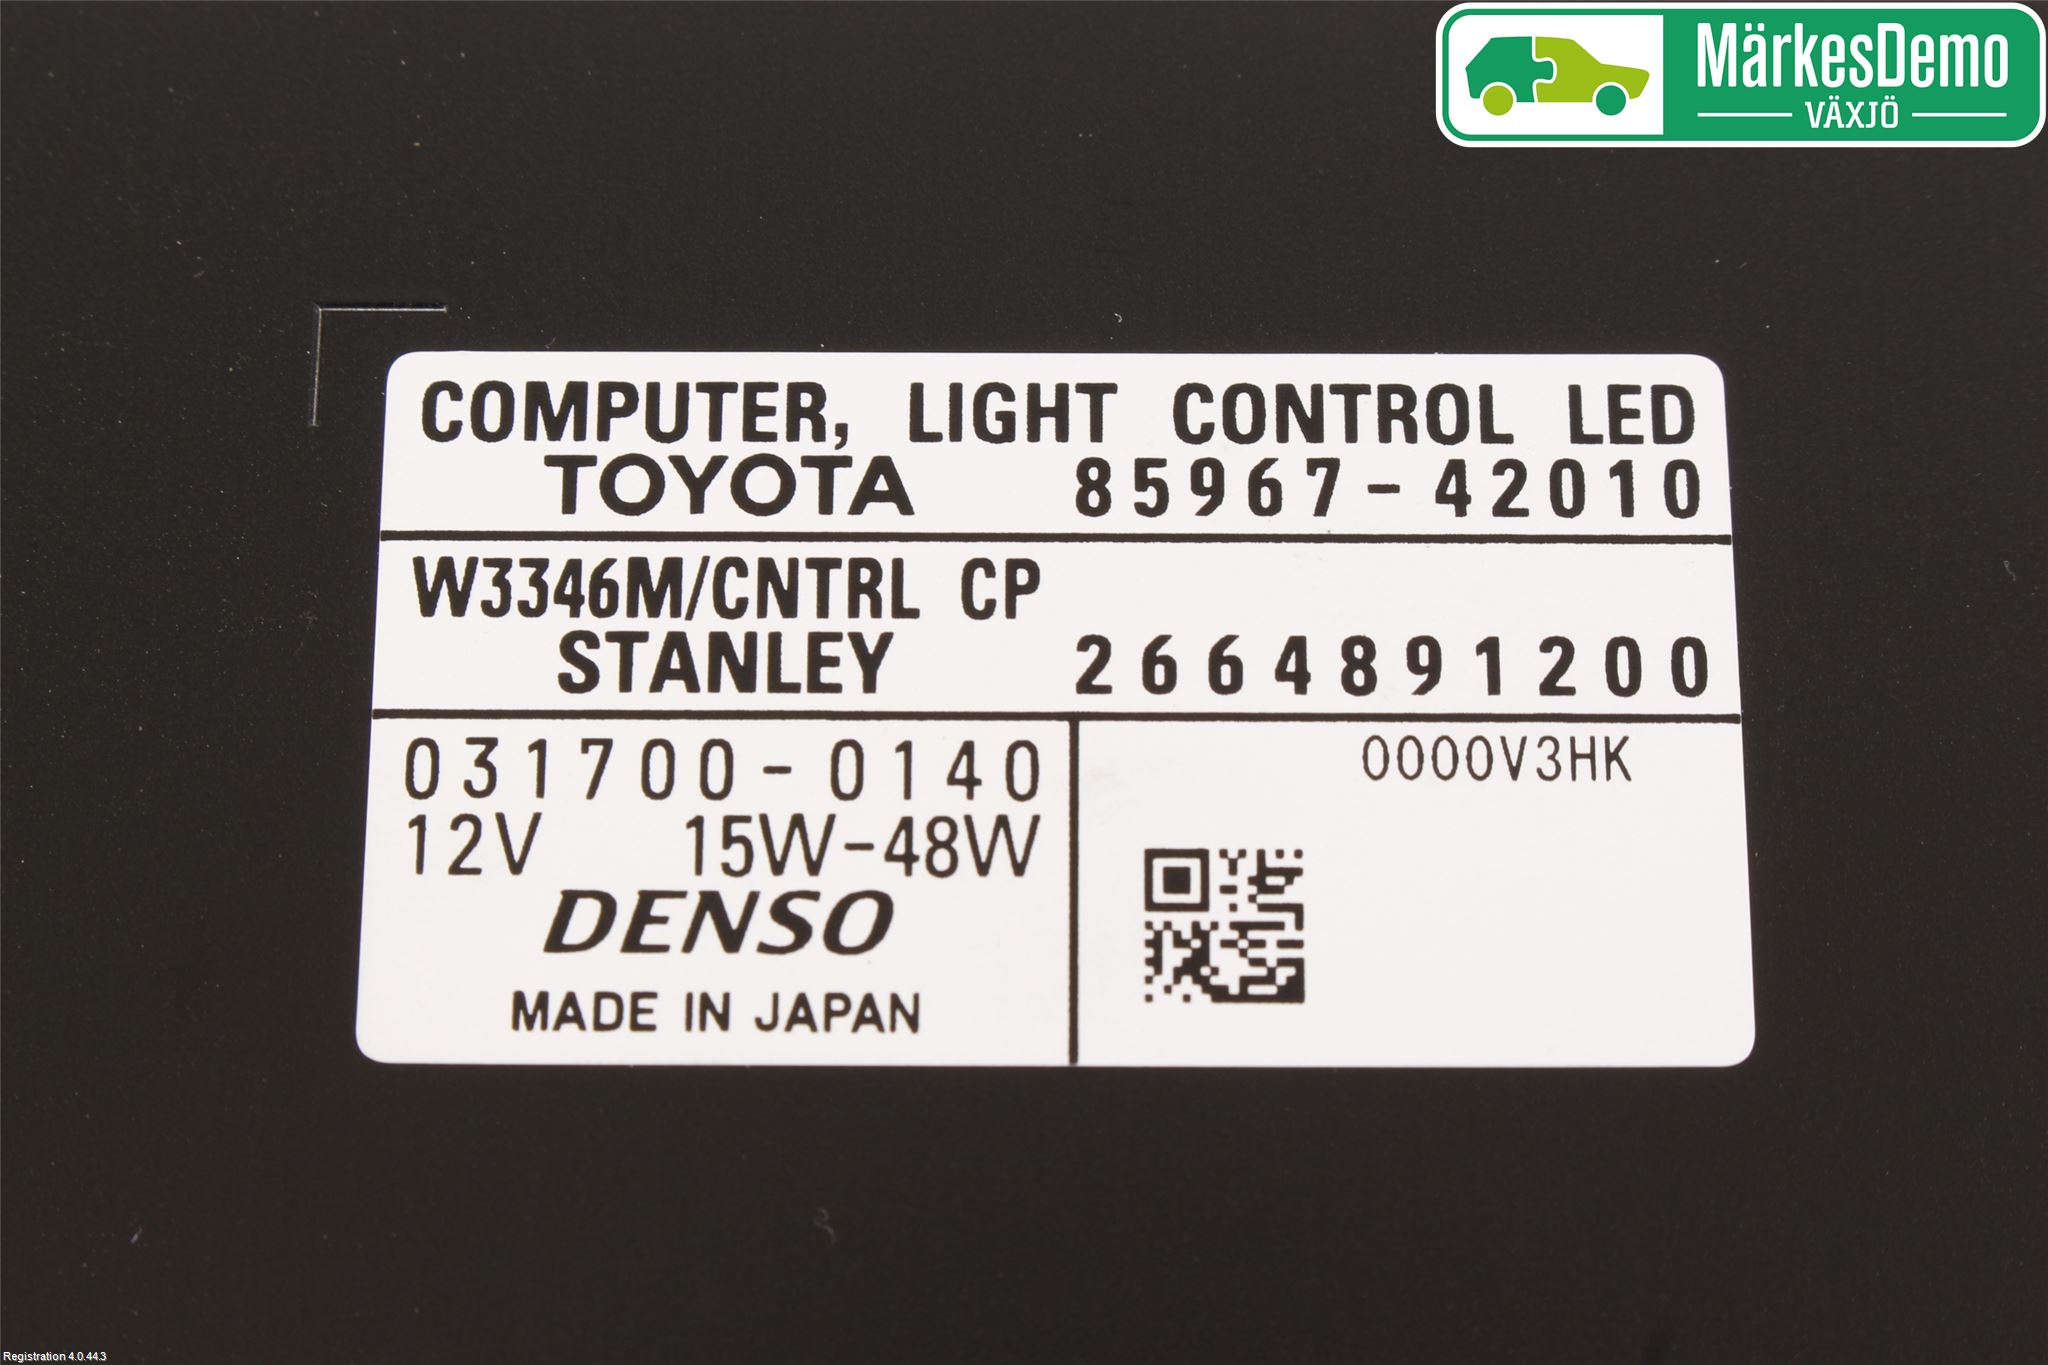 MärkesDemo
VÄXJÖ
COMPUTER, LIGHT CONTROL LED
TOYOTA 85967-42010
W3346M/CNTRL CP
STANLEY 2664891200
031700-0140
12V 15W-48W
DENSO
MADE IN JAPAN
0000V3HK
Registration 4.0.44.3